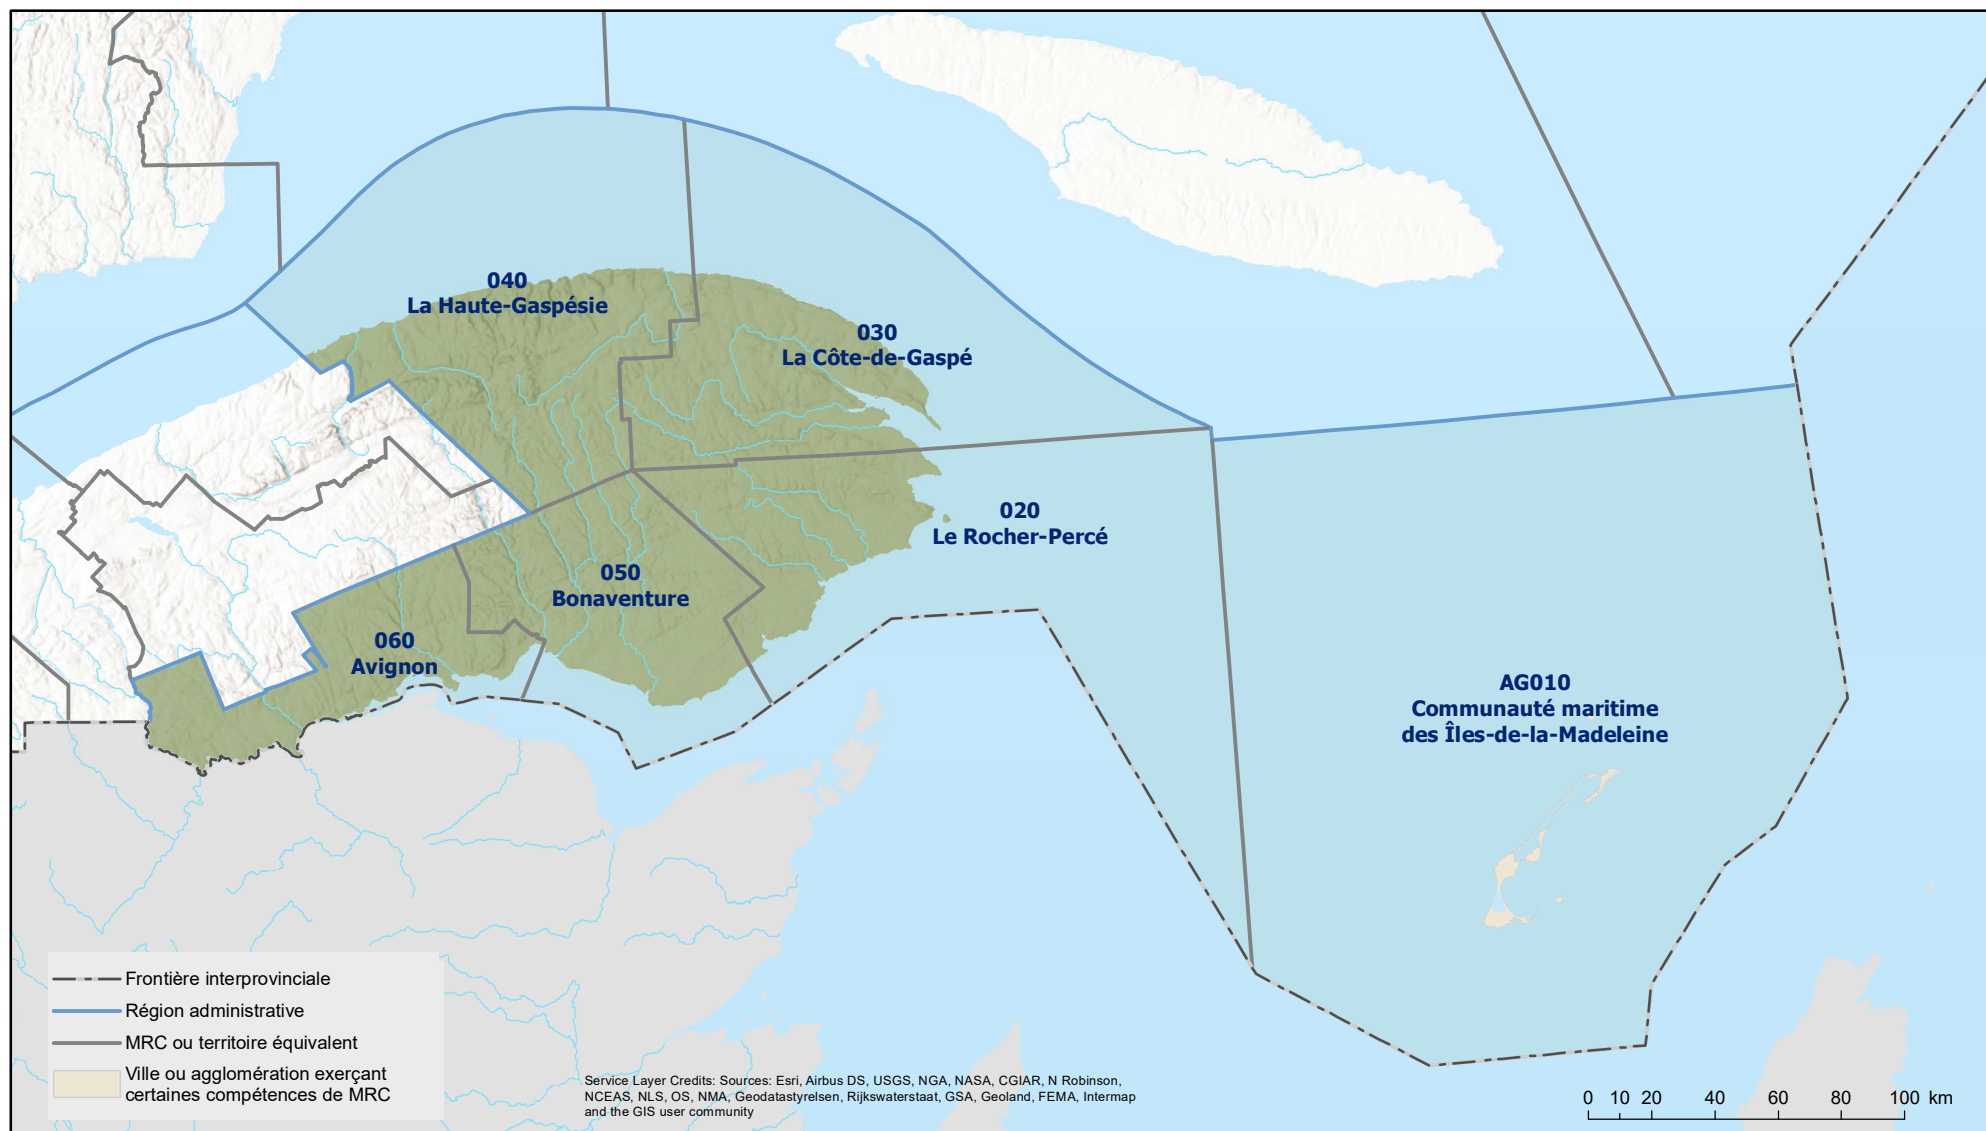 040
La Haute-Gaspésie
030
La Côte-de-Gaspé
020
Le Rocher-Percé
050
Bonaventure
060
Avignon
AG010
Communauté maritime
des Îles-de-la-Madeleine
Frontière interprovinciale
Région administrative
MRC ou territoire équivalent
Ville ou agglomération exerçant
certaines compétences de MRC
Service Layer Credits: Sources: Esri, Airbus DS, USGS, NGA, NASA, CGIAR, N Robinson,
NCEAS, NLS, OS, NMA, Geodatastyrelsen, Rijkswaterstaat, GSA, Geoland, FEMA, Intermap
and the GIS user community
0 10 20 40 60 80 100 km